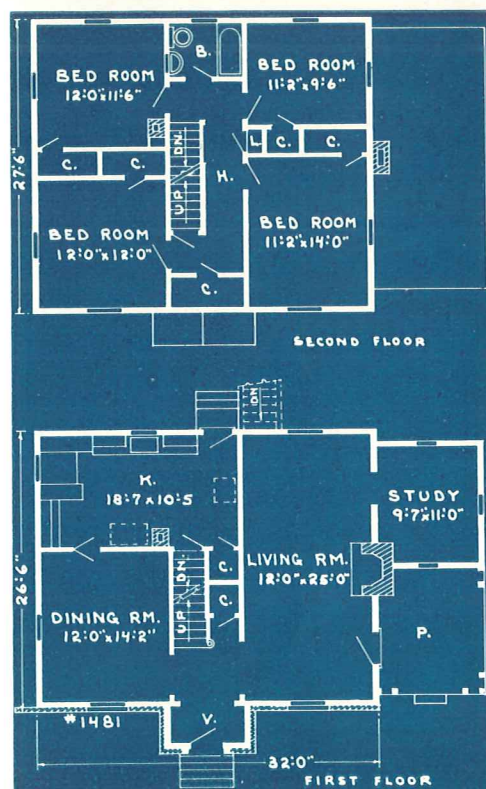 BED ROOM
12'0"x11'6"
B.
BED ROOM
11'2"x9'6"
C.
C.
DN.
UP
H.
L
C.
C.
BED ROOM
12'0"x12'0"
BED ROOM
11'2"x14'0"
C.
27'6"
SECOND FLOOR
DN.
K.
18'7x10'5
STUDY
9'7"x11'0"
DN.
UP
C.
C.
LIVING RM.
12'0"x25'0"
DINING RM.
12'0"x14'2"
P.
26'6"
#1481
V.
32'0"
FIRST FLOOR